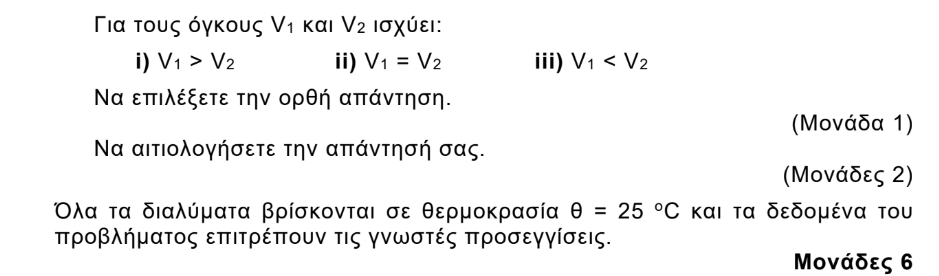 Για τους όγκους V1 και V2 ισχύει:
i) V1 > V2 ii) V1 = V2 iii) V1 < V2
Να επιλέξετε την ορθή απάντηση.
(Μονάδα 1)
Να αιτιολογήσετε την απάντησή σας.
(Μονάδες 2)
Όλα τα διαλύματα βρίσκονται σε θερμοκρασία θ = 25 °C και τα δεδομένα του
προβλήματος επιτρέπουν τις γνωστές προσεγγίσεις.
Μονάδες 6